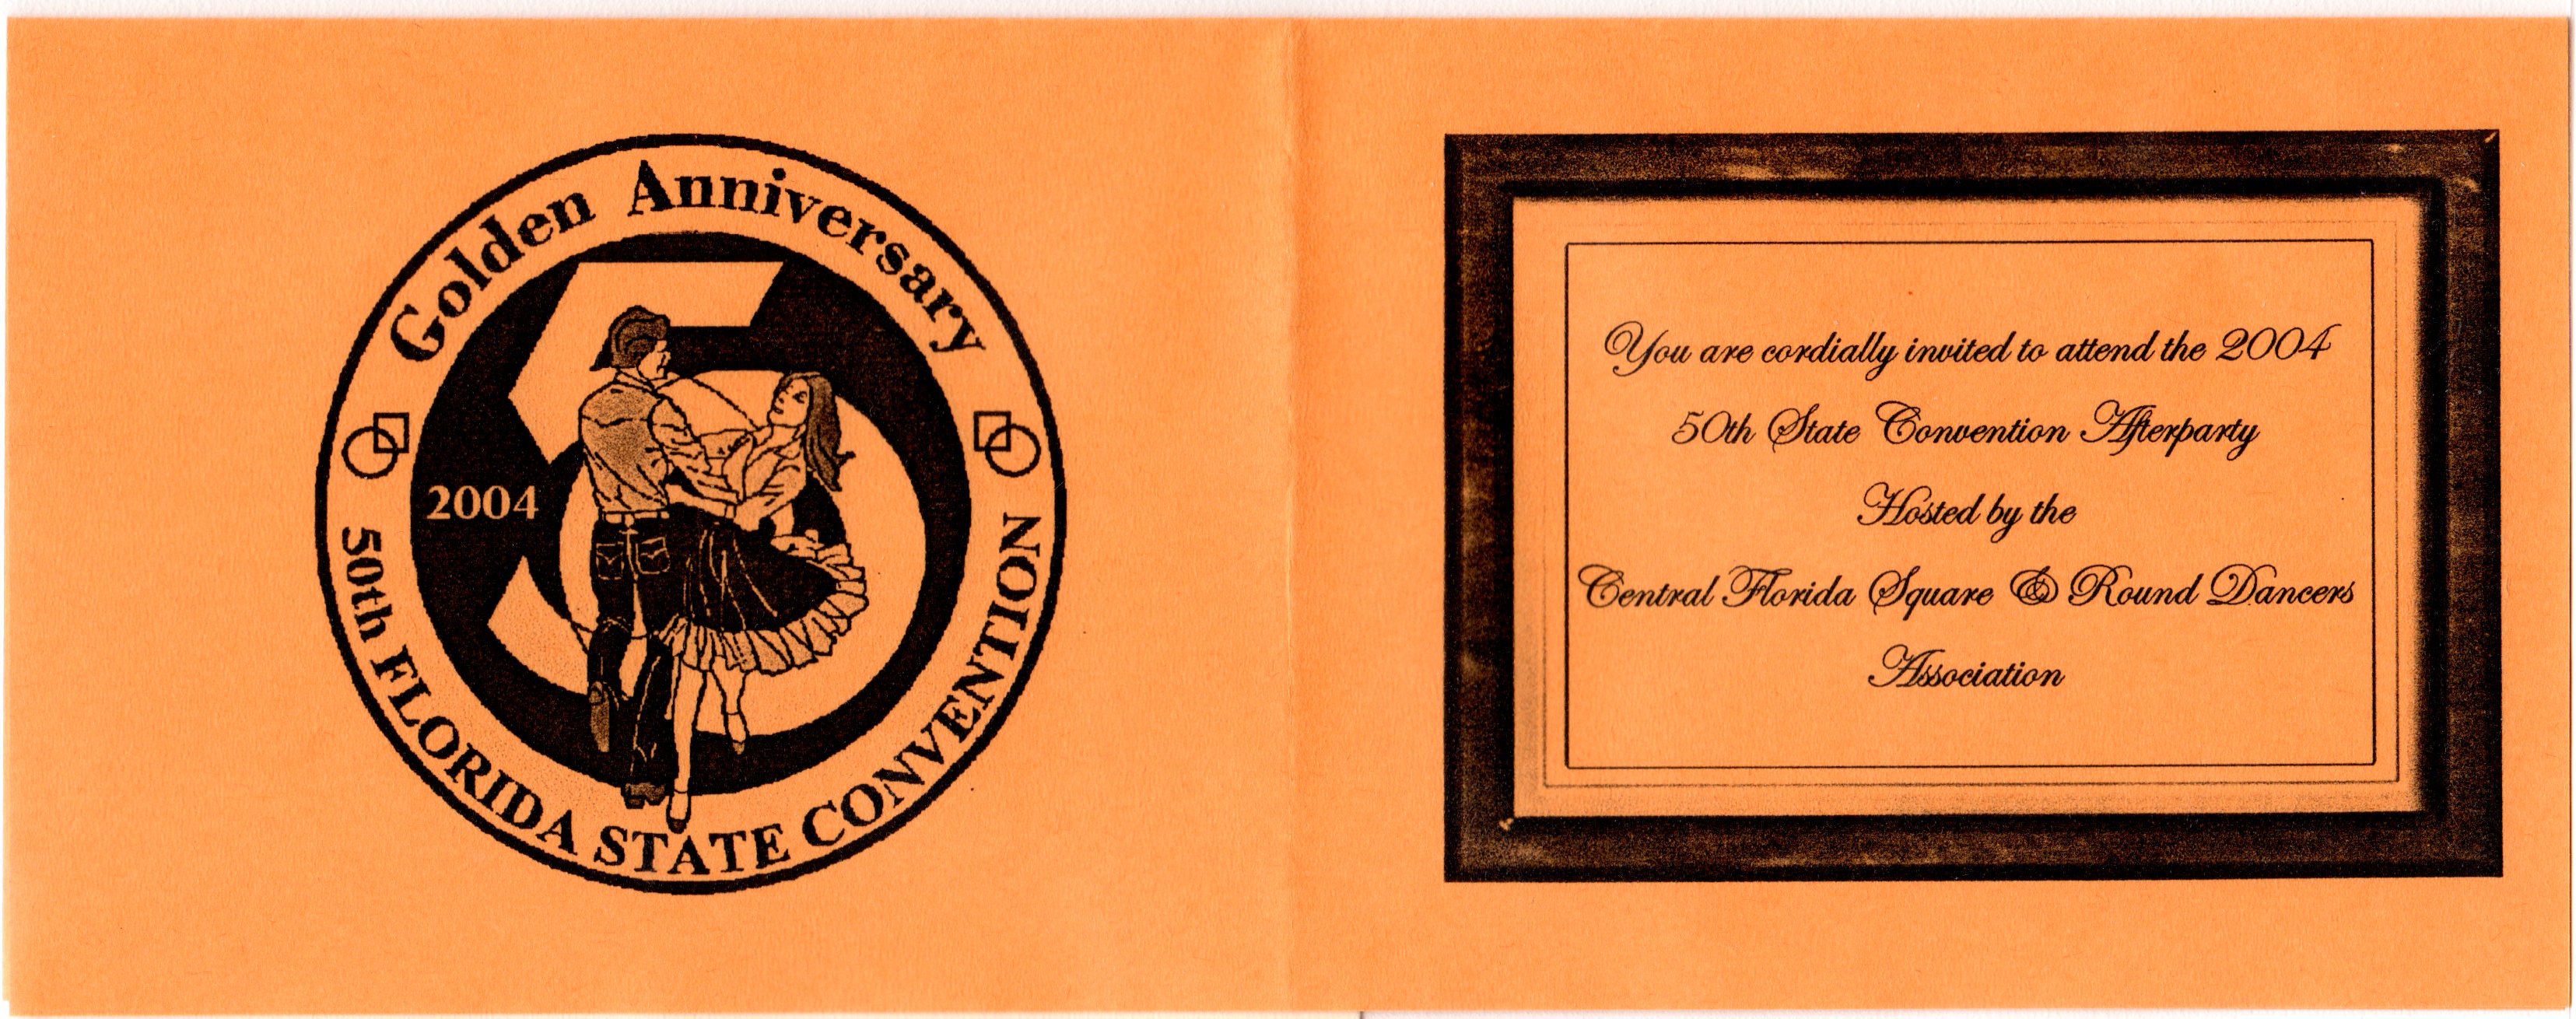 Golden Anniversary
2004
50th FLORIDA STATE CONVENTION
You are cordially invited to attend the 2004
50th State Convention Afterparty
Hosted by the
Central Florida Square & Round Dancers
Association